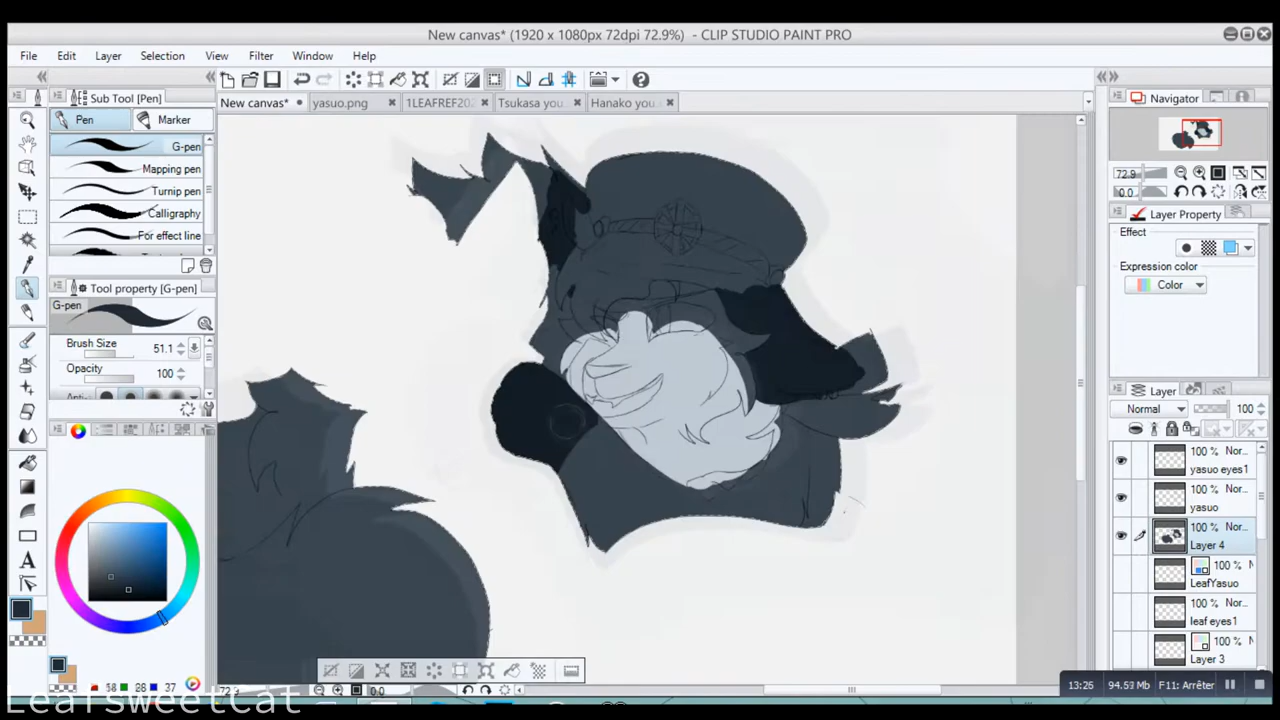 New canvas* (1920 x 1080px 72dpi 72.9%) - CLIP STUDIO PAINT PRO
File Edit Layer Selection View Filter Window Help
Sub Tool [Pen]
New canvas* yasuo.png 1LEAFREF20 Tsukasa you Hanako you.
Navigator
Pen Marker
G-pen
Mapping pen
Turnip pen
Calligraphy
For effect line
72.9
0.0
Layer Property
Effect
Expression color
Color
Tool property [G-pen]
G-pen
Brush Size 51.1
Opacity 100
Layer
Normal 100
100 % Nor...
yasuo eyes1
100 % Nor...
yasuo
100 % Nor...
Layer 4
100 % N
LeafYasuo
100 % Nor...
leaf eyes1
100 % N
Layer 3
58 28 37
72. 0.0
13:26 94.53 Mb F11: Arrêter
Leafsweetcat